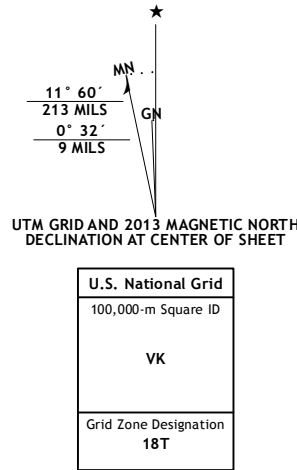 MN
11° 60´
213 MILS
GN
0° 32´
9 MILS
UTM GRID AND 2013 MAGNETIC NORTH
DECLINATION AT CENTER OF SHEET
U.S. National Grid
100,000-m Square ID
VK
Grid Zone Designation
18T